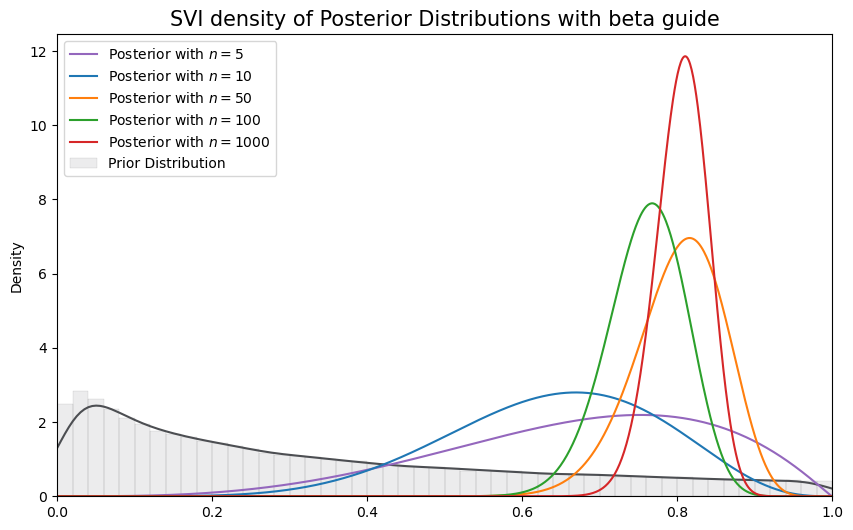 SVI density of Posterior Distributions with beta guide
Posterior with n = 5
Posterior with n = 10
Posterior with n = 50
Posterior with n = 100
Posterior with n = 1000
Prior Distribution
Density
12
10
8
6
4
2
0
0.0 0.2 0.4 0.6 0.8 1.0